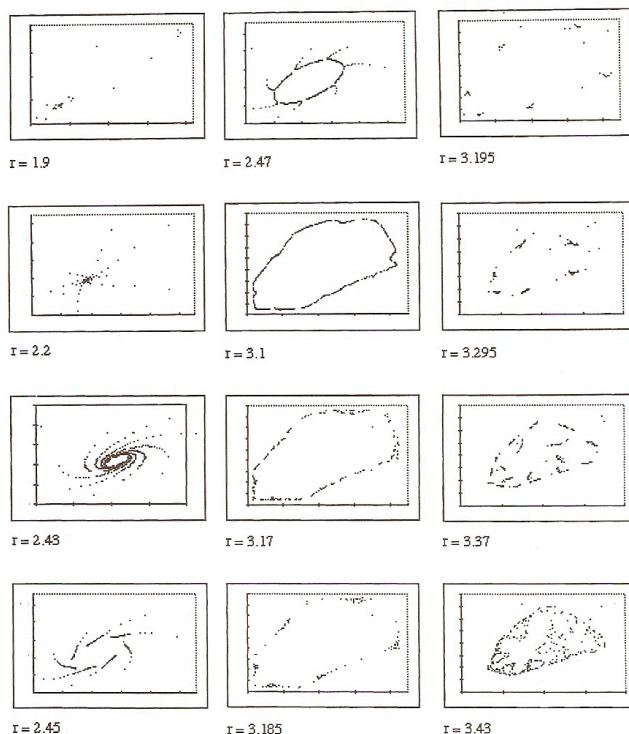 r = 1.9
r = 2.47
r = 3.195
r = 2.2
r = 3.1
r = 3.295
r = 2.43
r = 3.17
r = 3.37
r = 2.45
r = 3.185
r = 3.43